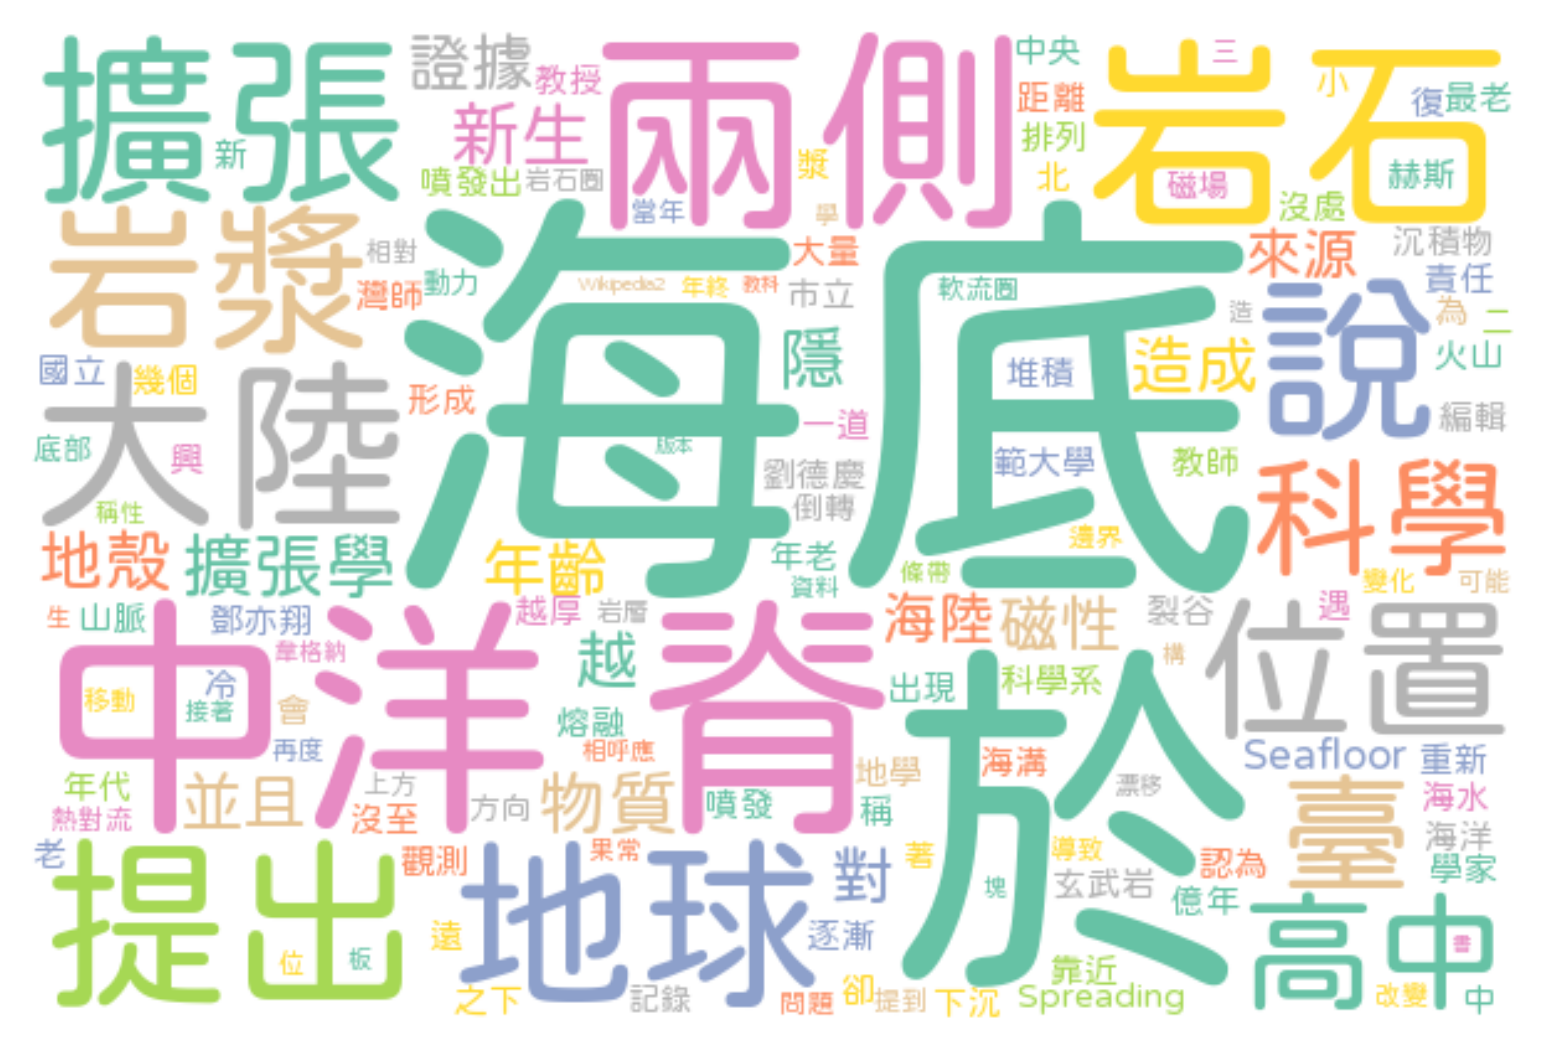 擴張
證據
教授
兩側
中央
岩石
三
小
復
最老
距離
新生
新
排列
噴發出
岩石圈
漿
北
磁場
赫斯
當年
學
沒處
岩漿
相對
海底
大量
來源
沉積物
動力
灣師
Wikipedia2
年終
教科
市立
軟流圈
責任
造
說
為
二
國立
幾個
隱
堆積
造成
火山
大陸
形成
一道
編輯
底部
興
版本
劉德慶
範大學
教師
科學
倒轉
稱性
地殼
擴張學
年齡
年老
邊界
資料
條帶
變化
可能
生
山脈
鄧亦翔
越厚
岩層
海陸
磁性
裂谷
遇
位置
韋格納
越
構
中洋脊
冷
移動
接著
會
出現
科學系
於
再度
熔融
相呼應
海溝
Seafloor
重新
年代
並且
上方
方向
物質
地學
噴發
稱
漂移
臺
海水
熱對流
沒至
海洋
老
提出
觀測
地球
果常
對
著
導致
認為
學家
玄武岩
塊
億年
遠
逐漸
高中
書
位
板
靠近
之下
記錄
問題
卻
提到
下沉
Spreading
改變
中